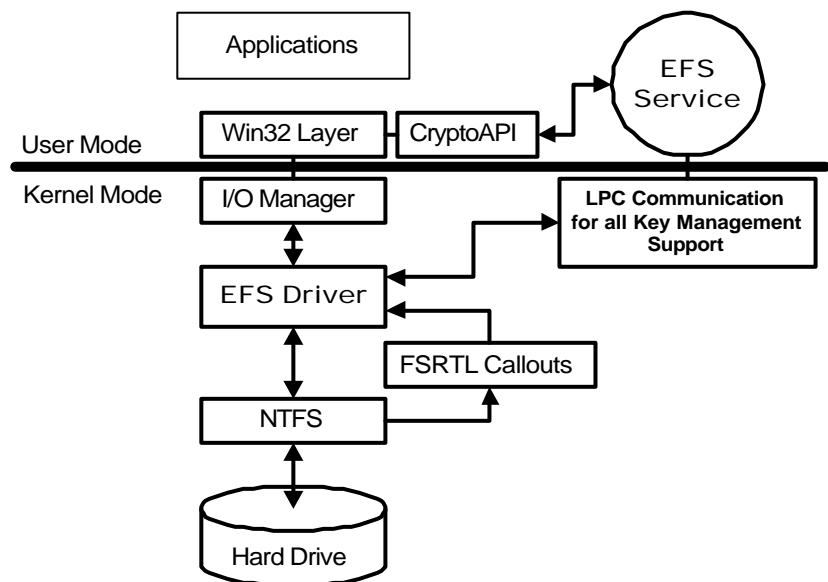 Applications
EFS
Service
Win32 Layer
CryptoAPI
User Mode
Kernel Mode
I/O Manager
LPC Communication
for all Key Management
Support
EFS Driver
FSRTL Callouts
NTFS
Hard Drive